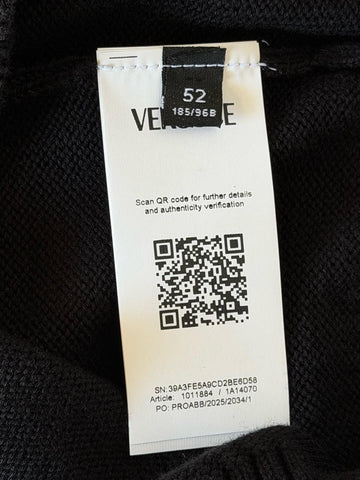 52
185/96B
VERSACE
Scan QR code for further details
and authenticity verification
SN:39A3FE5A9CD2BE6D58
Article: 1011884 / 1A14070
PO: PROABB/2025/2034/1